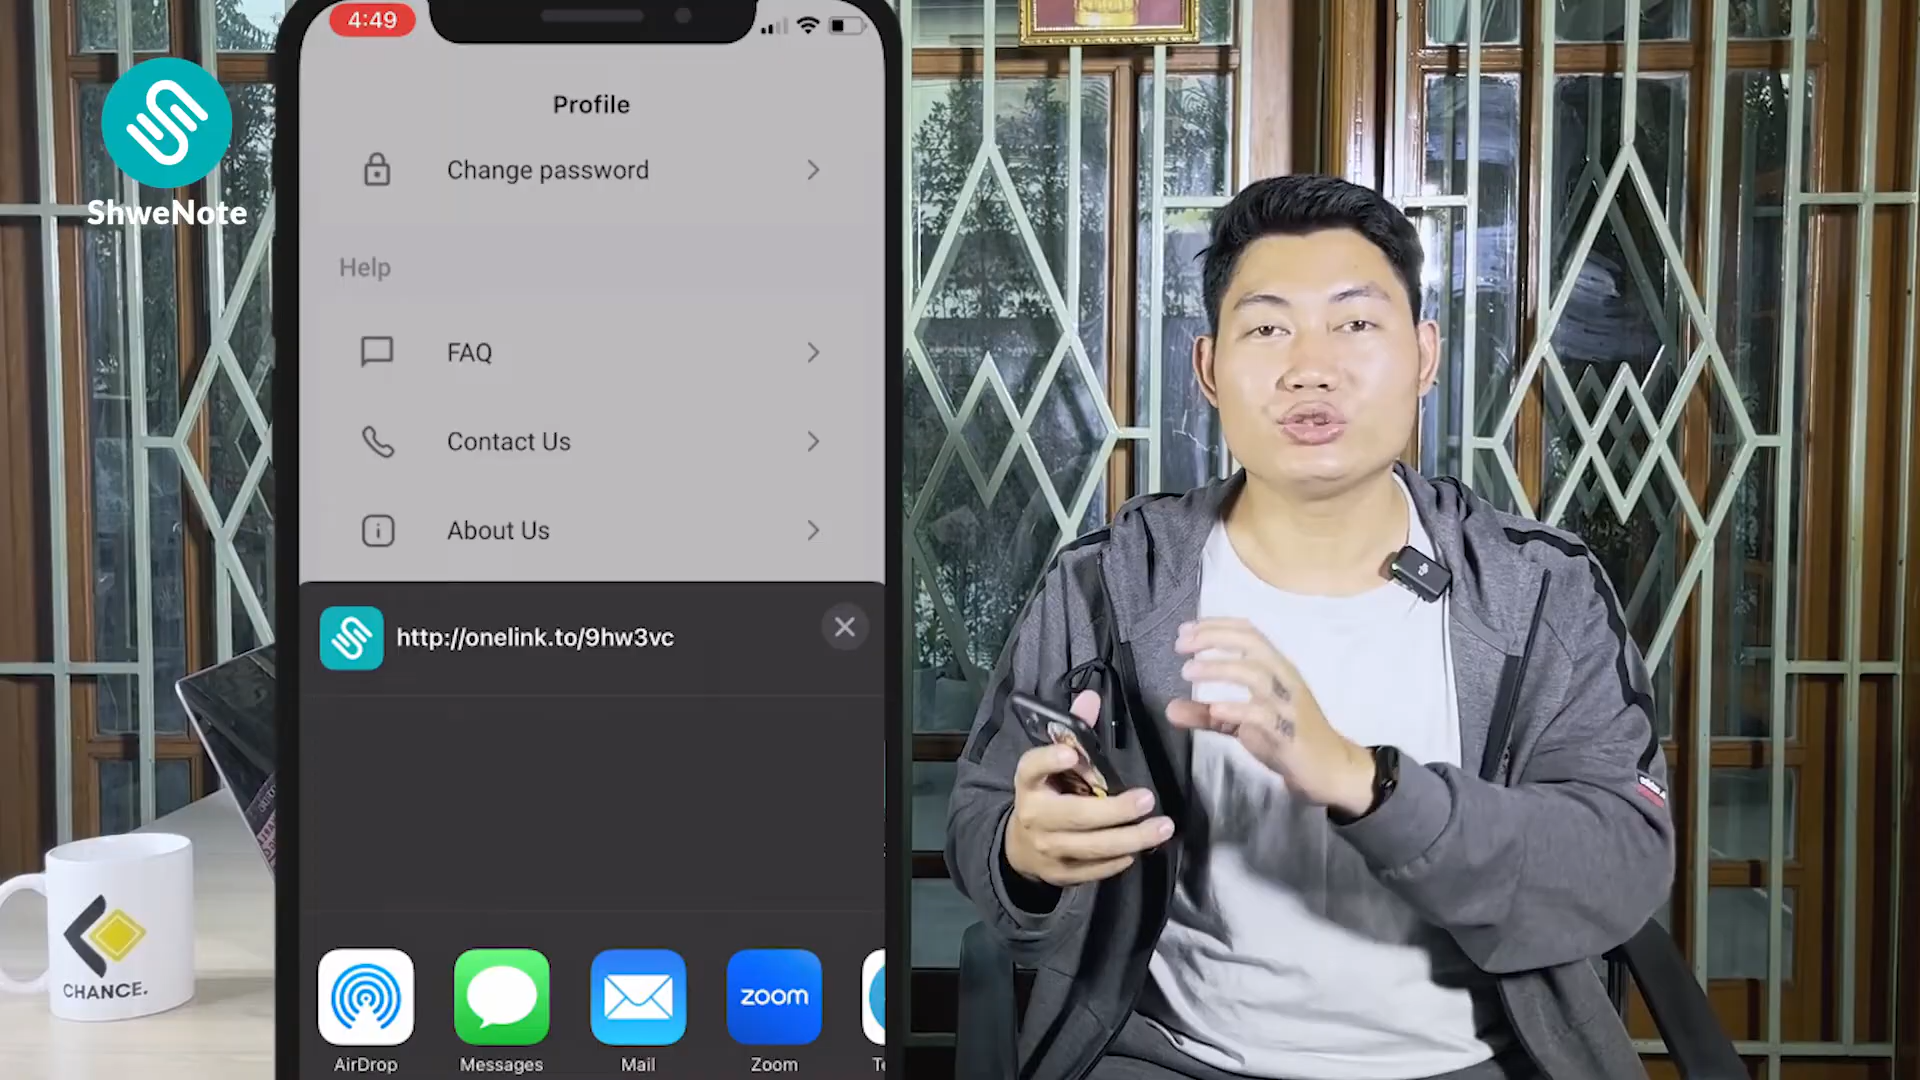 4:49
ShweNote
Profile
Change password
Help
FAQ
Contact Us
About Us
http://onelink.to/9hw3vc
zoom
AirDrop
Messages
Mail
Zoom
CHANCE.